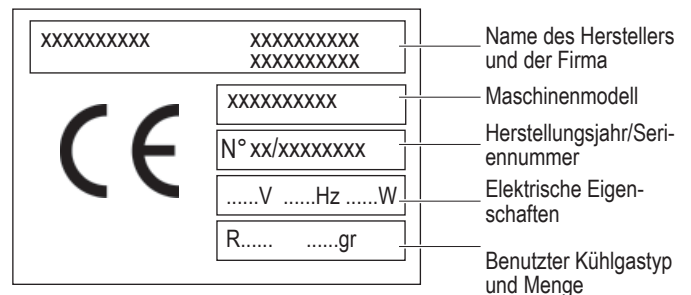 xxxxxxxxxx xxxxxxxxxx
xxxxxxxxxx
Name des Herstellers
und der Firma
CE
xxxxxxxxxx
Maschinenmodell
N° xx/xxxxxxxx
Herstellungsjahr/Seri-
ennummer
......V ......Hz ......W
Elektrische Eigen-
schaften
R...... ......gr
Benutzter Kühlgastyp
und Menge